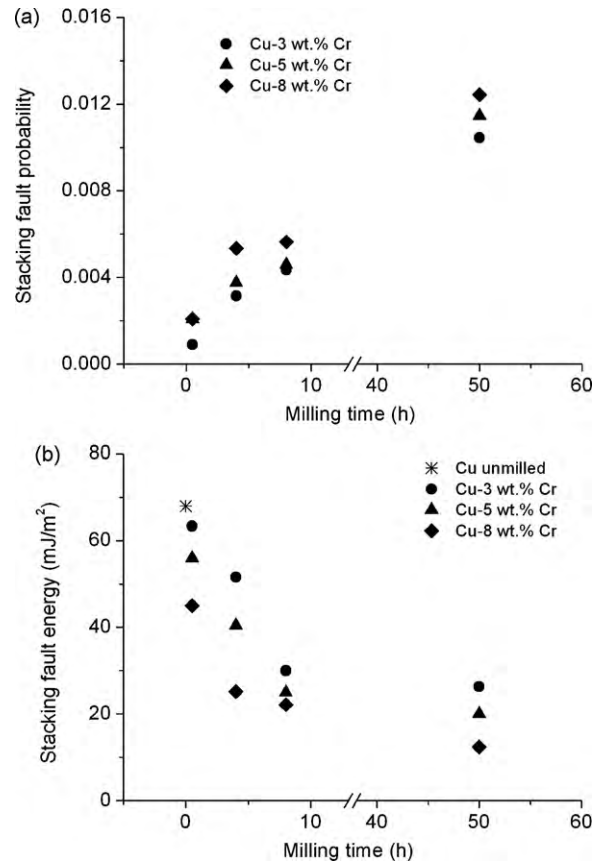 (a)
0.016
0.012
0.008
0.004
0.000
Stacking fault probability
Cu-3 wt.% Cr
Cu-5 wt.% Cr
Cu-8 wt.% Cr
0 10 40 50 60
Milling time (h)
(b)
80
60
40
20
0
Stacking fault energy (mJ/m²)
Cu unmilled
Cu-3 wt.% Cr
Cu-5 wt.% Cr
Cu-8 wt.% Cr
0 10 40 50 60
Milling time (h)